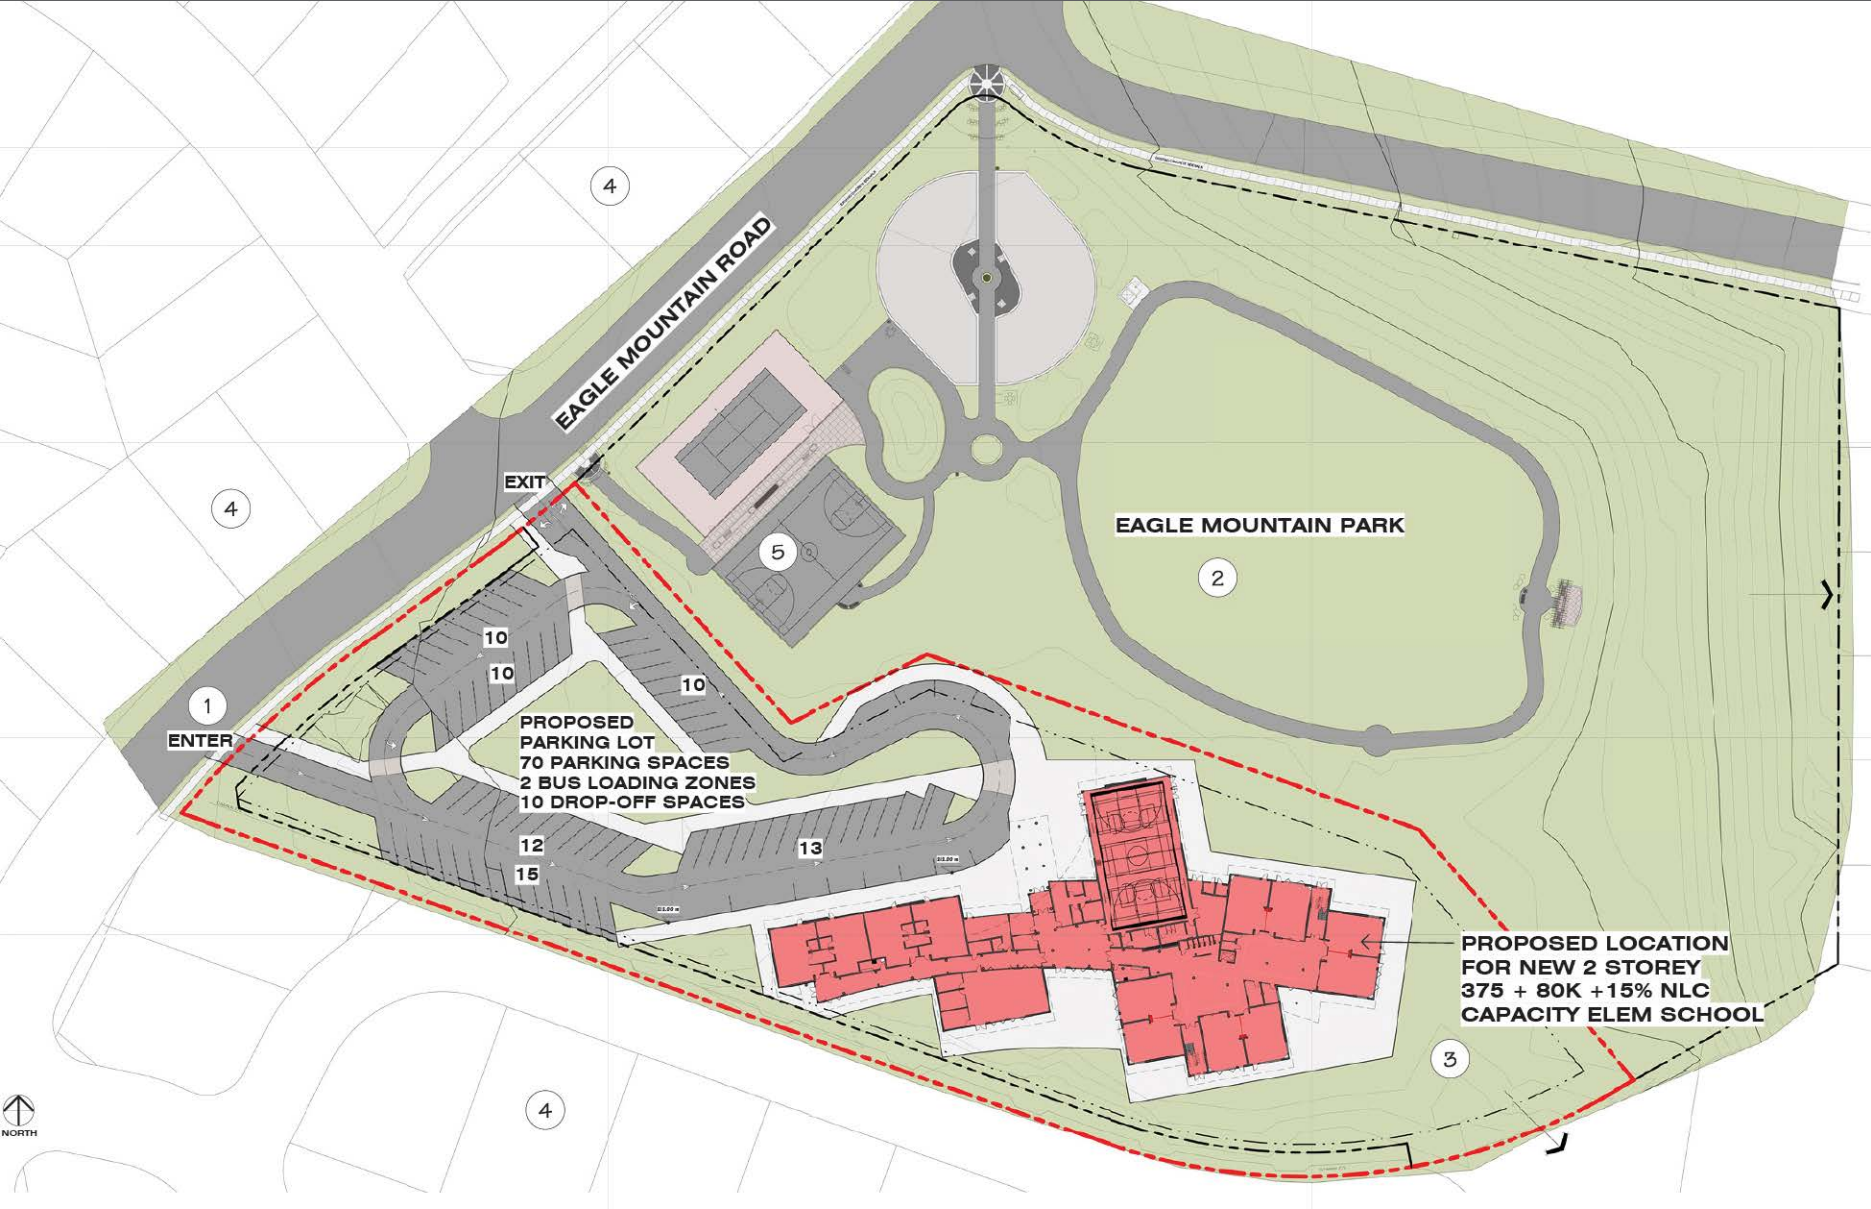 4
EAGLE MOUNTAIN ROAD
EXIT
4
5
EAGLE MOUNTAIN PARK
2
10
10
10
1
ENTER
PROPOSED
PARKING LOT
70 PARKING SPACES
2 BUS LOADING ZONES
10 DROP-OFF SPACES
12
13
15
PROPOSED LOCATION
FOR NEW 2 STOREY
375 + 80K +15% NLC
CAPACITY ELEM SCHOOL
3
4
NORTH